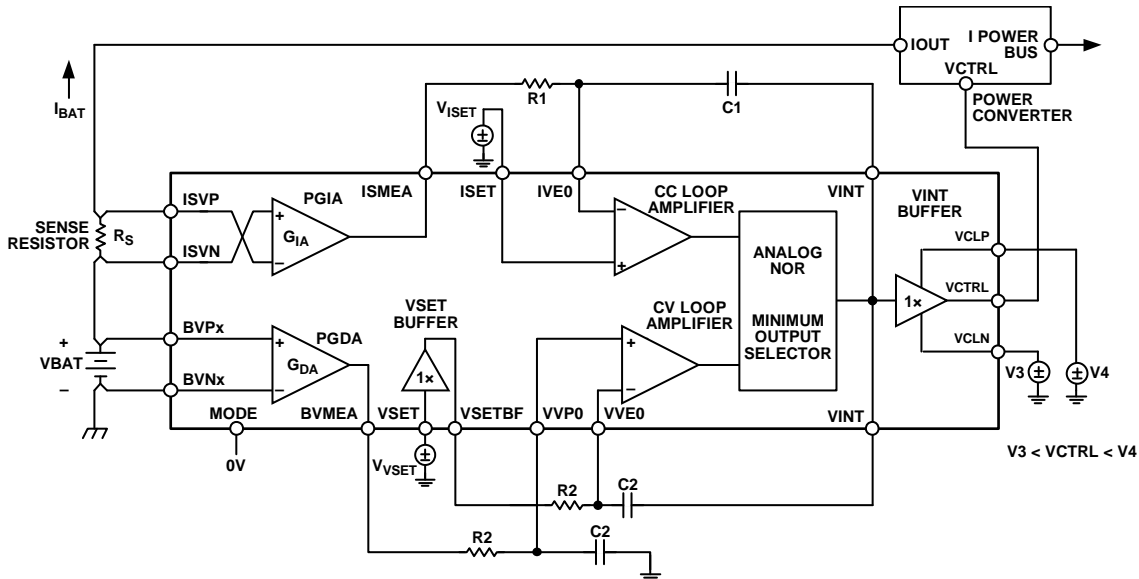 IOUT
I POWER
BUS
VCTRL
POWER
CONVERTER
IBAT
R1
C1
VISET
ISVP
PGIA
ISMEA
ISET
IVE0
VINT
CC LOOP
AMPLIFIER
VINT
BUFFER
SENSE
RESISTOR
RS
+
GIA
−
ISVN
−
+
ANALOG
NOR
MINIMUM
OUTPUT
SELECTOR
VCLP
1×
VCTRL
VCLN
VSET
BUFFER
CV LOOP
AMPLIFIER
BVPx
PGDA
+
VBAT
−
+
GDA
−
1×
+
−
V3
V4
BVNx
MODE
BVMEA
VSET
VSETBF
VVP0
VVE0
VINT
0V
VVSET
V3 < VCTRL < V4
R2
C2
R2
C2